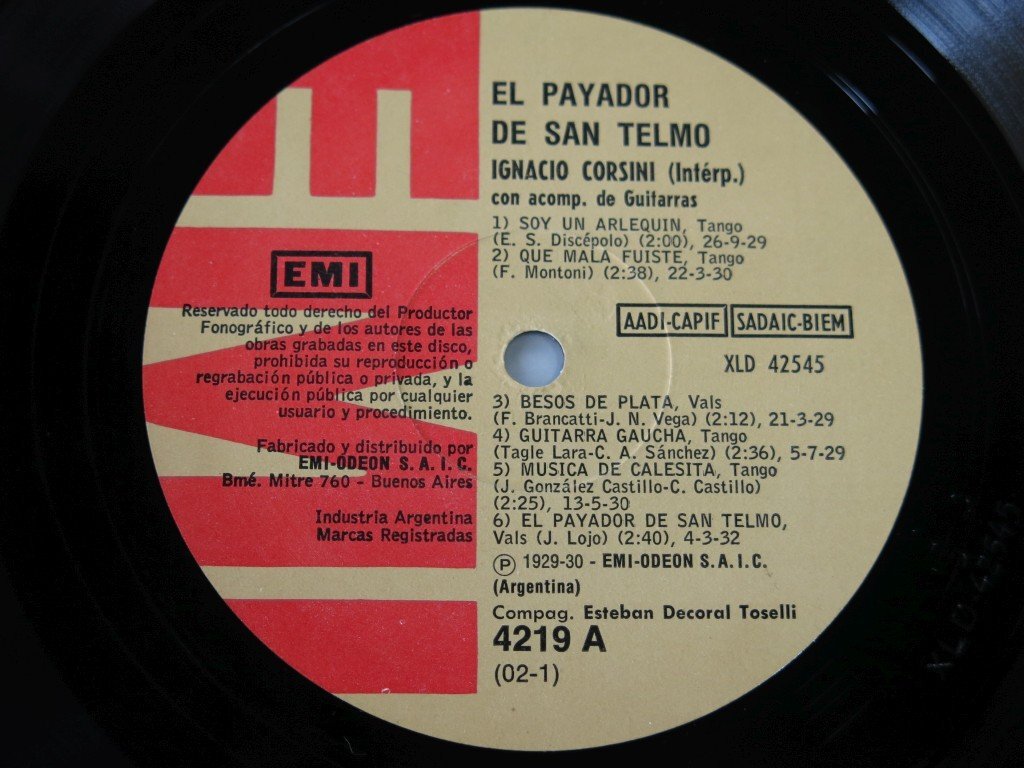 EMI
EMI
Reservado todo derecho del Productor
Fonográfico y de los autores de las
obras grabadas en este disco,
prohibida su reproducción o
regrabación pública o privada, y la
ejecución pública por cualquier
usuario y procedimiento.
Fabricado y distribuido por
EMI-ODEON S.A.I.C.
Bmé. Mitre 760 - Buenos Aires
Industria Argentina
Marcas Registradas
EL PAYADOR
DE SAN TELMO
IGNACIO CORSINI (Intérp.)
con acomp. de Guitarras
1) SOY UN ARLEQUIN, Tango
(E. S. Discépolo) (2:00), 26-9-29
2) QUE MALA FUISTE, Tango
(F. Montoni) (2:38), 22-3-30
AADI-CAPIF SADAIC-BIEM
XLD 42545
3) BESOS DE PLATA, Vals
(F. Brancatti-J. N. Vega) (2:12), 21-3-29
4) GUITARRA GAUCHA, Tango
(Tagle Lara-C. A. Sánchez) (2:36), 5-7-29
5) MUSICA DE CALESITA, Tango
(J. González Castillo-C. Castillo)
(2:25), 13-5-30
6) EL PAYADOR DE SAN TELMO,
Vals (J. Lojo) (2:40), 4-3-32
Ⓟ 1929-30 - EMI-ODEON S.A.I.C.
(Argentina)
Compag. Esteban Decoral Toselli
4219 A
(02-1)